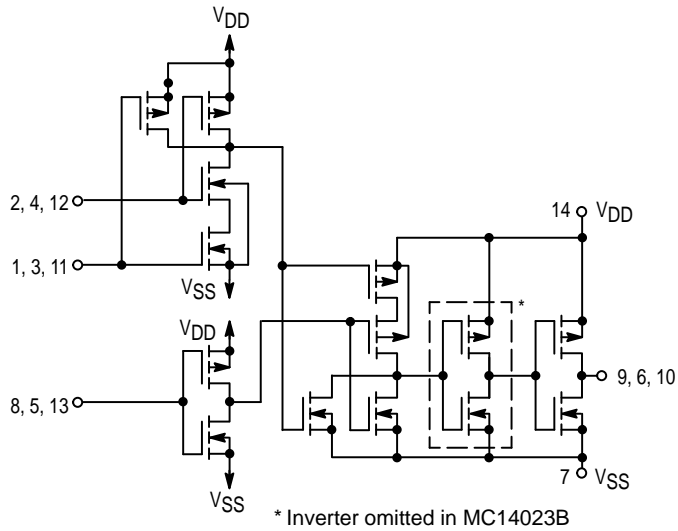 VDD
2, 4, 12
1, 3, 11
VSS
14 VDD
*
VDD
8, 5, 13
9, 6, 10
VSS
7 VSS
* Inverter omitted in MC14023B